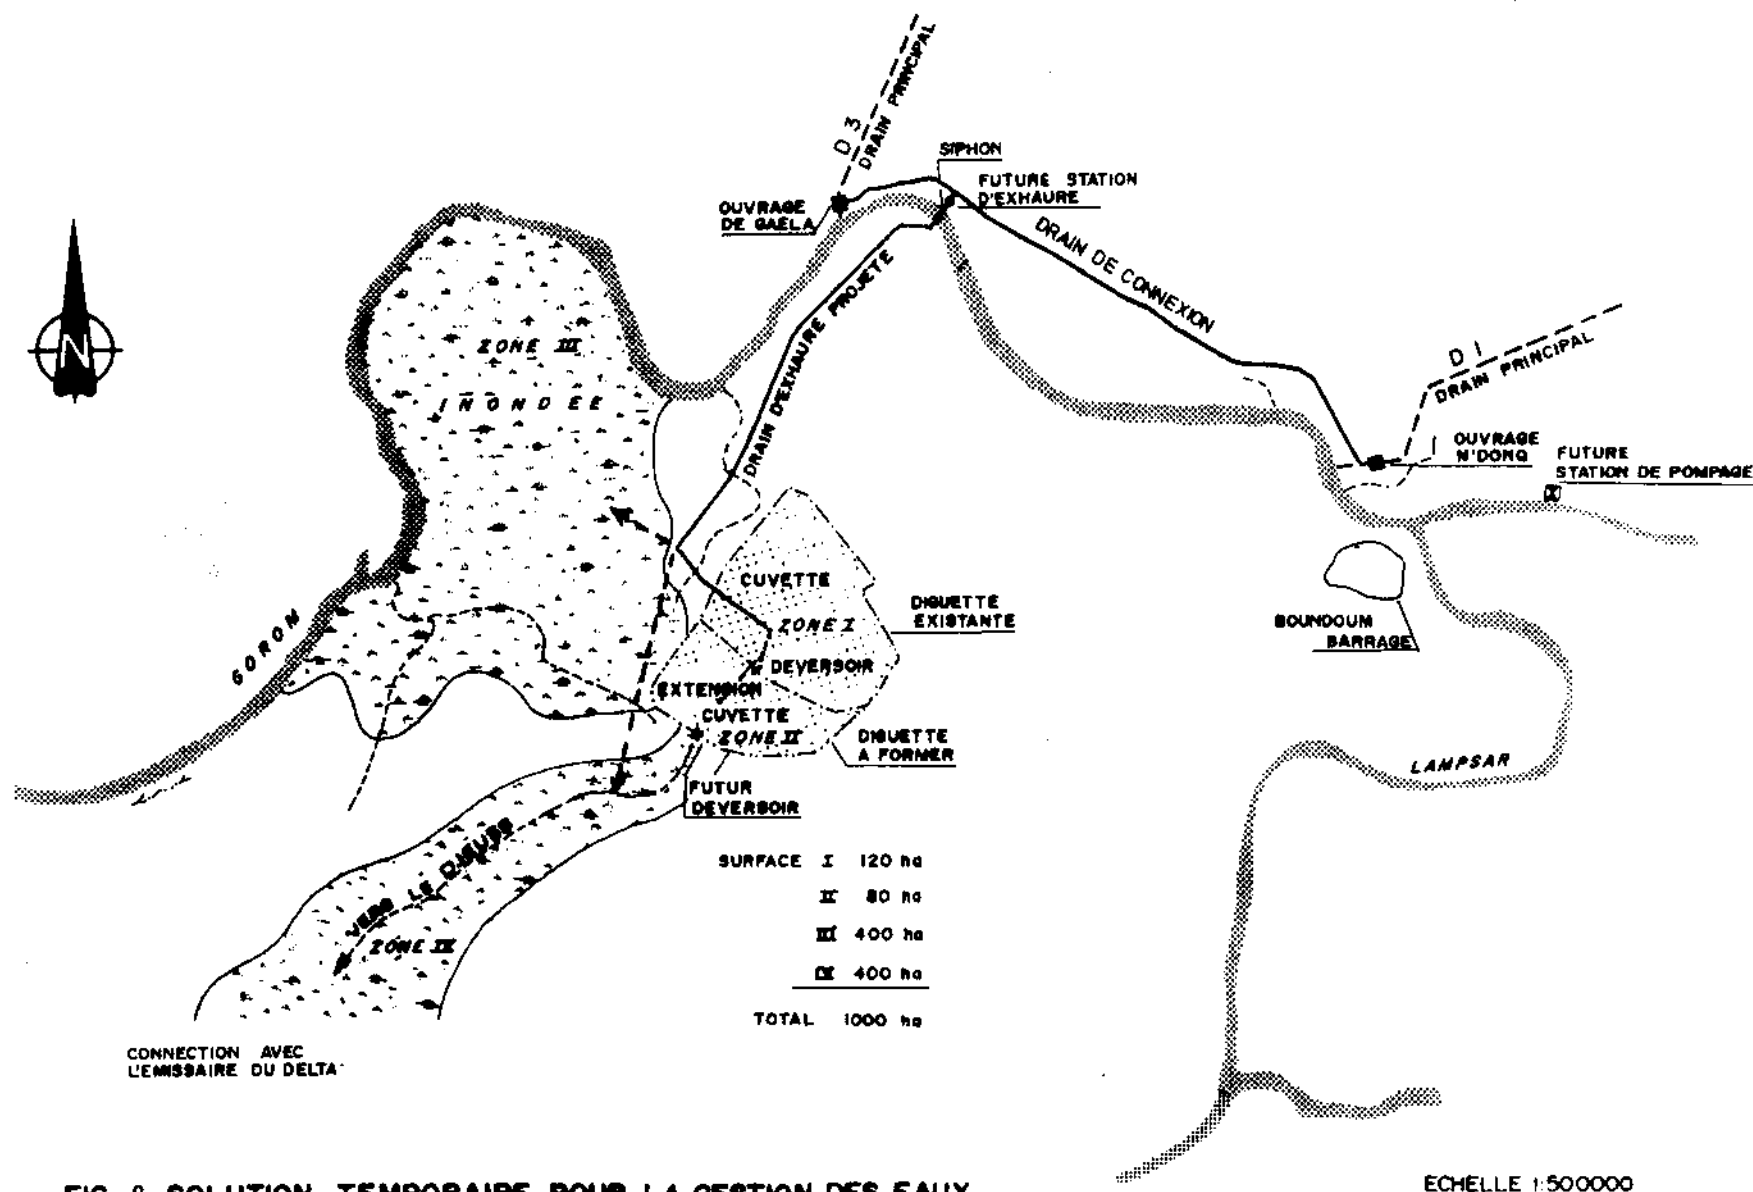 D 3
DRAIN PRINCIPAL
SIPHON
FUTURE STATION
D'EXHAURE
OUVRAGE
DE GAELA
DRAIN DE CONNEXION
DRAIN D'EXHAURE PROJETE
N
ZONE III
INONDEE
D 1
DRAIN PRINCIPAL
OUVRAGE
N'DONQ
FUTURE
STATION DE POMPAGE
CUVETTE
ZONE I
DIGUETTE
EXISTANTE
BOUNDOUM
BARRAGE
GOROM
DEVERSOIR
EXTENSION
CUVETTE
ZONE II
DIGUETTE
A FORMER
LAMPSAR
FUTUR
DEVERSOIR
VERS LE DJEUSS
ZONE IV
SURFACE I 120 ha
II 80 ha
III 400 ha
IV 400 ha
TOTAL 1000 ha
CONNECTION AVEC
L'EMISSAIRE DU DELTA
SOLUTION TEMPORAIRE POUR LA GESTION DES EAUX
ECHELLE 1:500000